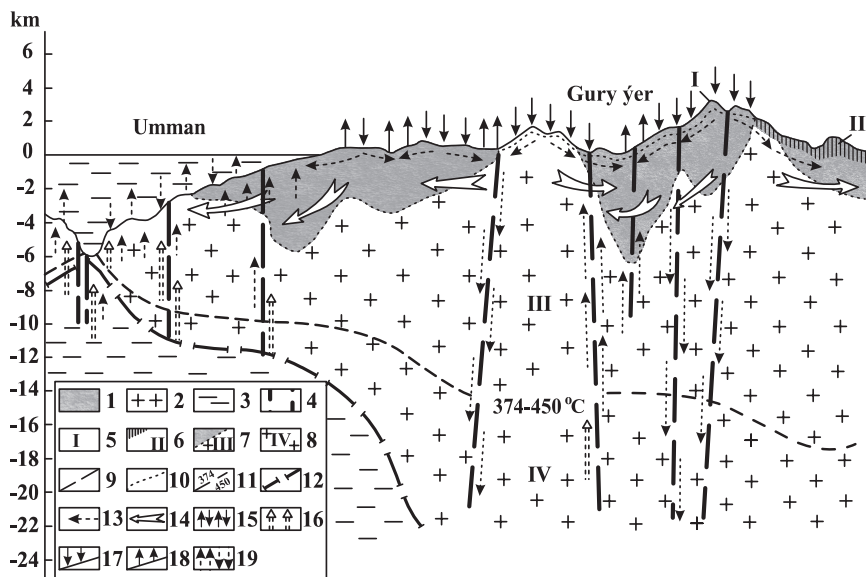 km
6
4
2
0
-2
-4
-6
-8
-10
-12
-14
-16
-18
-20
-22
-24
Umman
Gury ýer
I
II
III
374-450 °C
IV
1
2
3
4
I 5
II 6
III 7
IV 8
9
10
374 450 11
12
13
14
15
16
17
18
19